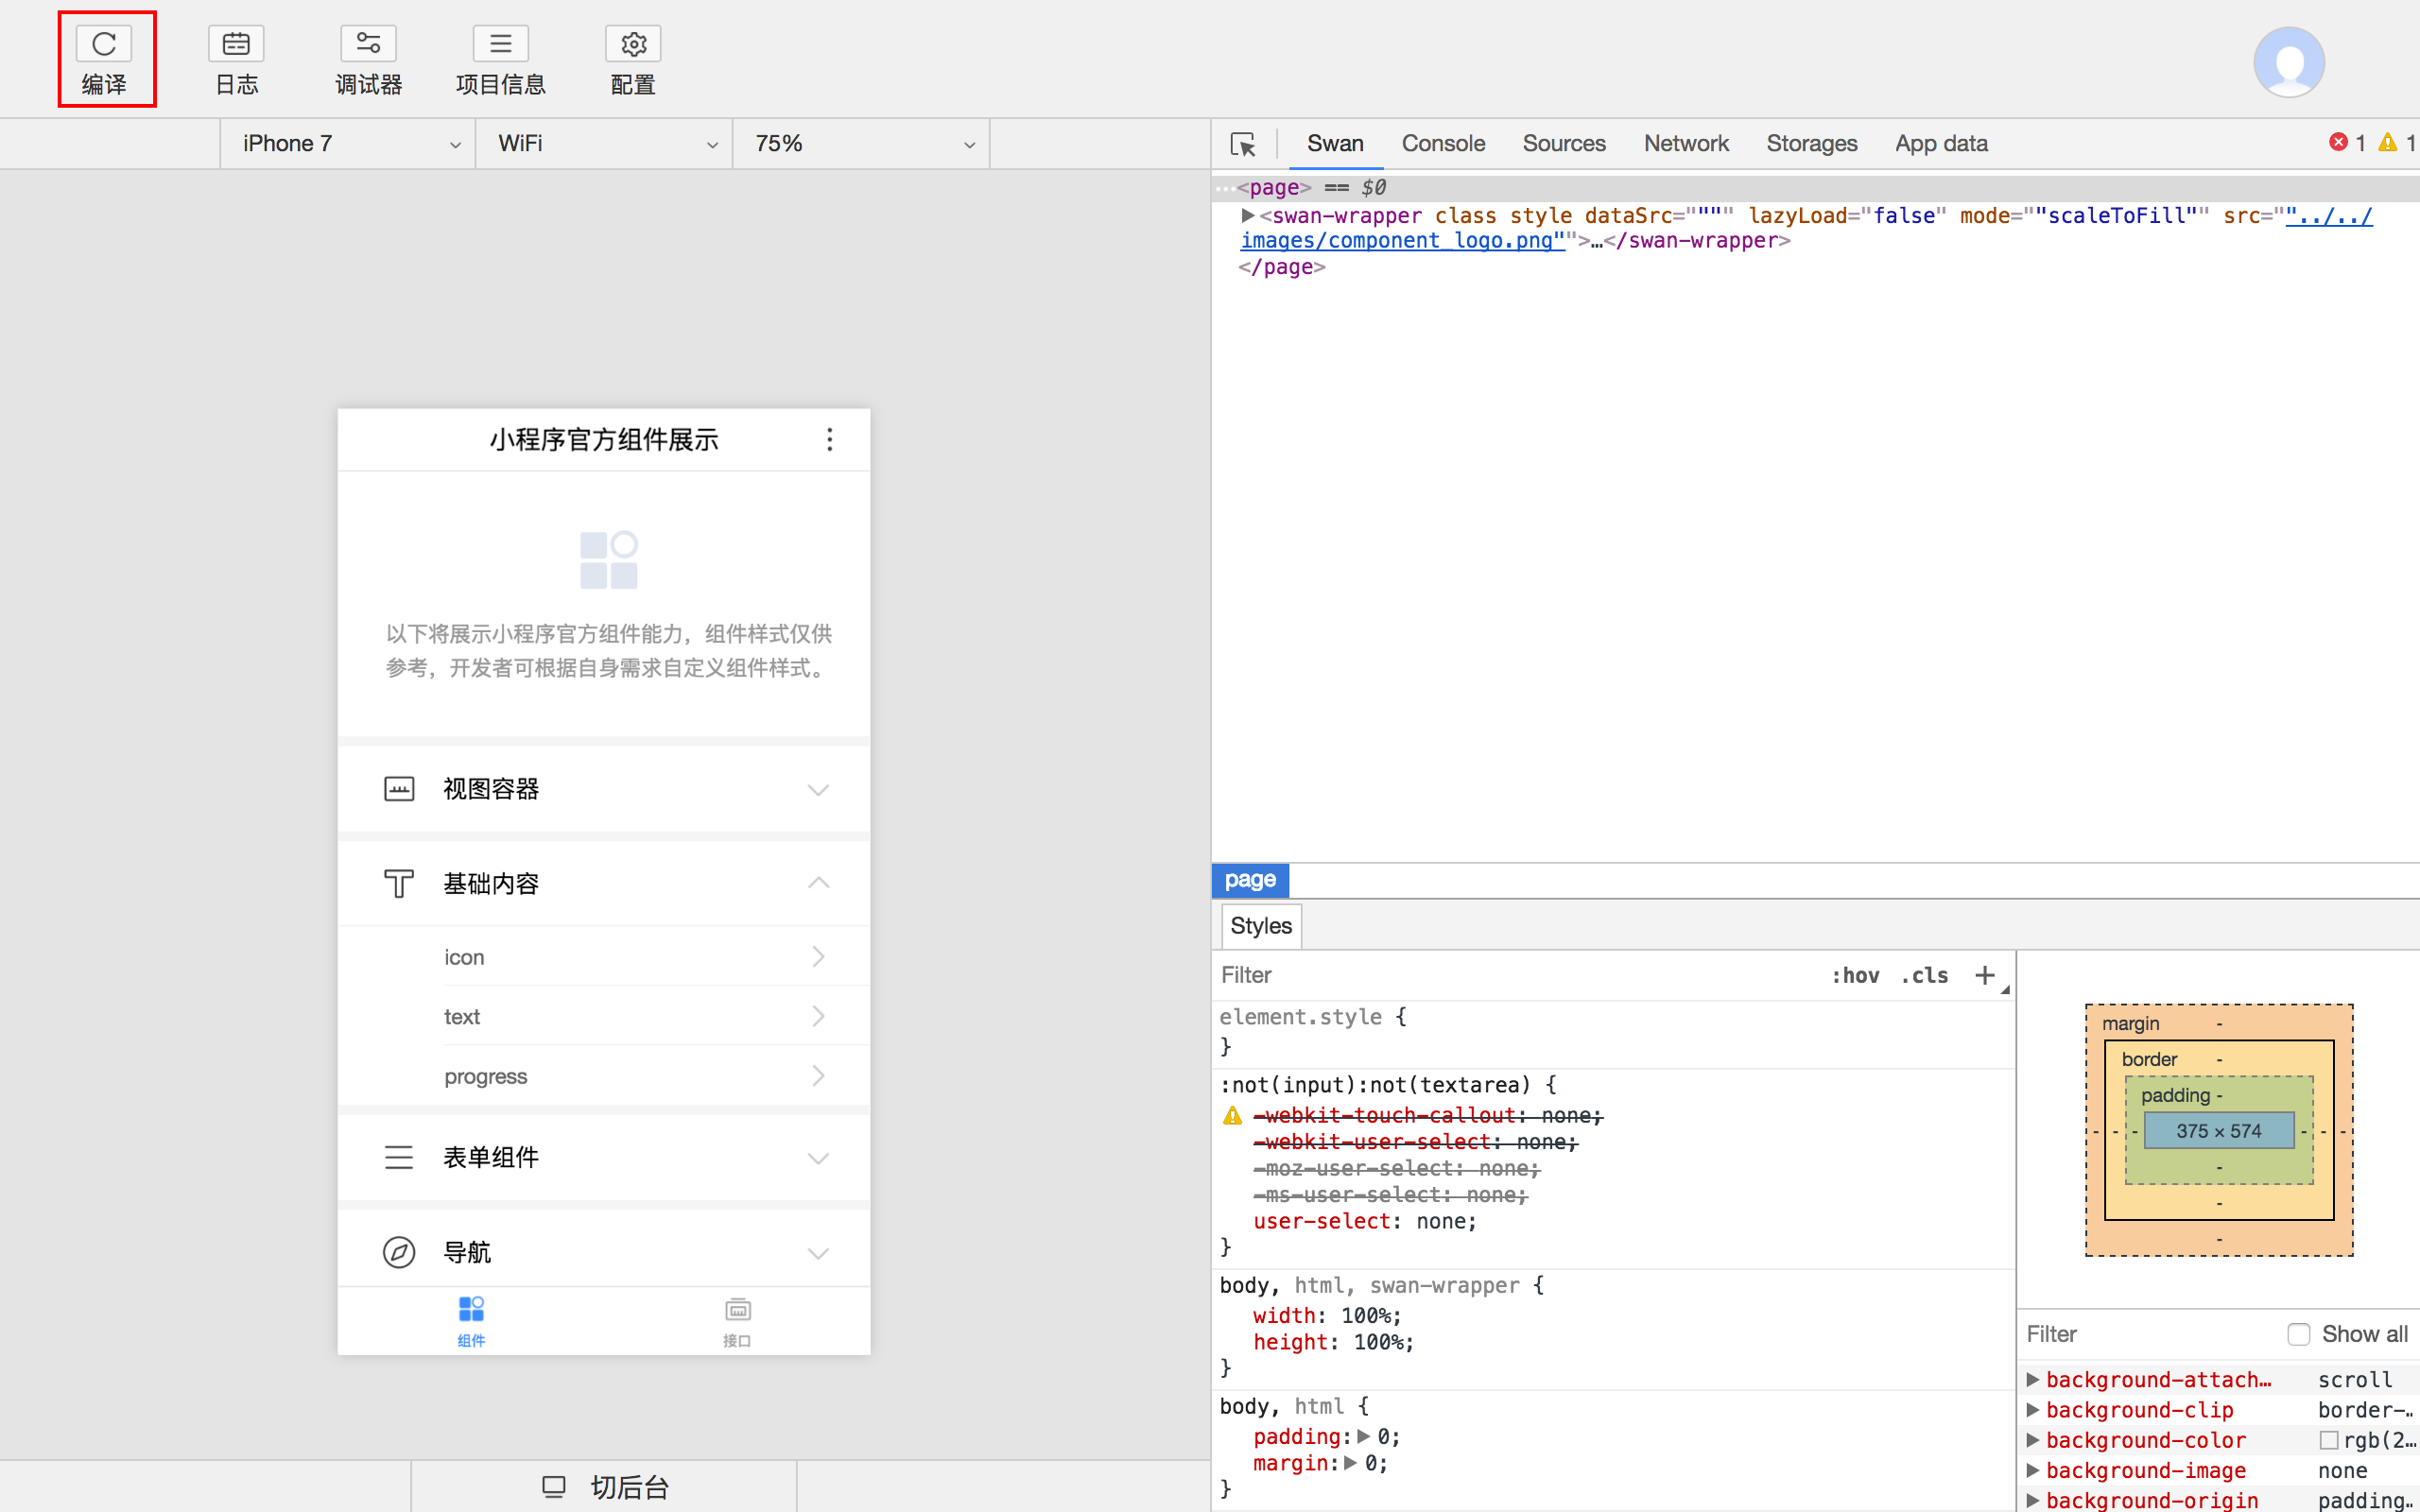 编译
日志
调试器
项目信息
配置
iPhone 7
WiFi
75%
Swan
Console
Sources
Network
Storages
App data
1
1
…<page> == $0
<swan-wrapper class style dataSrc="""" lazyLoad="false" mode=""scaleToFill"" src=""../../
images/component_logo.png"">…</swan-wrapper>
</page>
小程序官方组件展示
以下将展示小程序官方组件能力，组件样式仅供
参考，开发者可根据自身需求自定义组件样式。
视图容器
基础内容
icon
text
progress
表单组件
导航
组件
接口
切后台
page
Styles
Filter
:hov
.cls
+
element.style {
}
:not(input):not(textarea) {
-webkit-touch-callout: none;
-webkit-user-select: none;
-moz-user-select: none;
-ms-user-select: none;
user-select: none;
}
body, html, swan-wrapper {
width: 100%;
height: 100%;
}
body, html {
padding: 0;
margin: 0;
}
margin -
border -
padding -
- - - 375 × 574 - - -
-
-
-
Filter
Show all
background-attach… scroll
background-clip border-…
background-color rgb(2…
background-image none
background-origin padding…